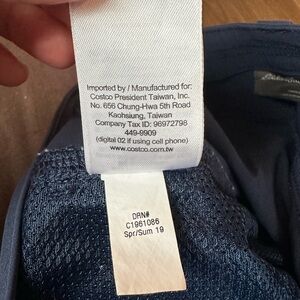 Imported by / Manufactured for:
Costco President Taiwan, Inc.
No. 656 Chung-Hwa 5th Road
Kaohsiung, Taiwan
Company Tax ID: 96972798
449-9909
(digital 02 if using cell phone)
www.costco.com.tw
DRN#
C1961086
Spr/Sum 19